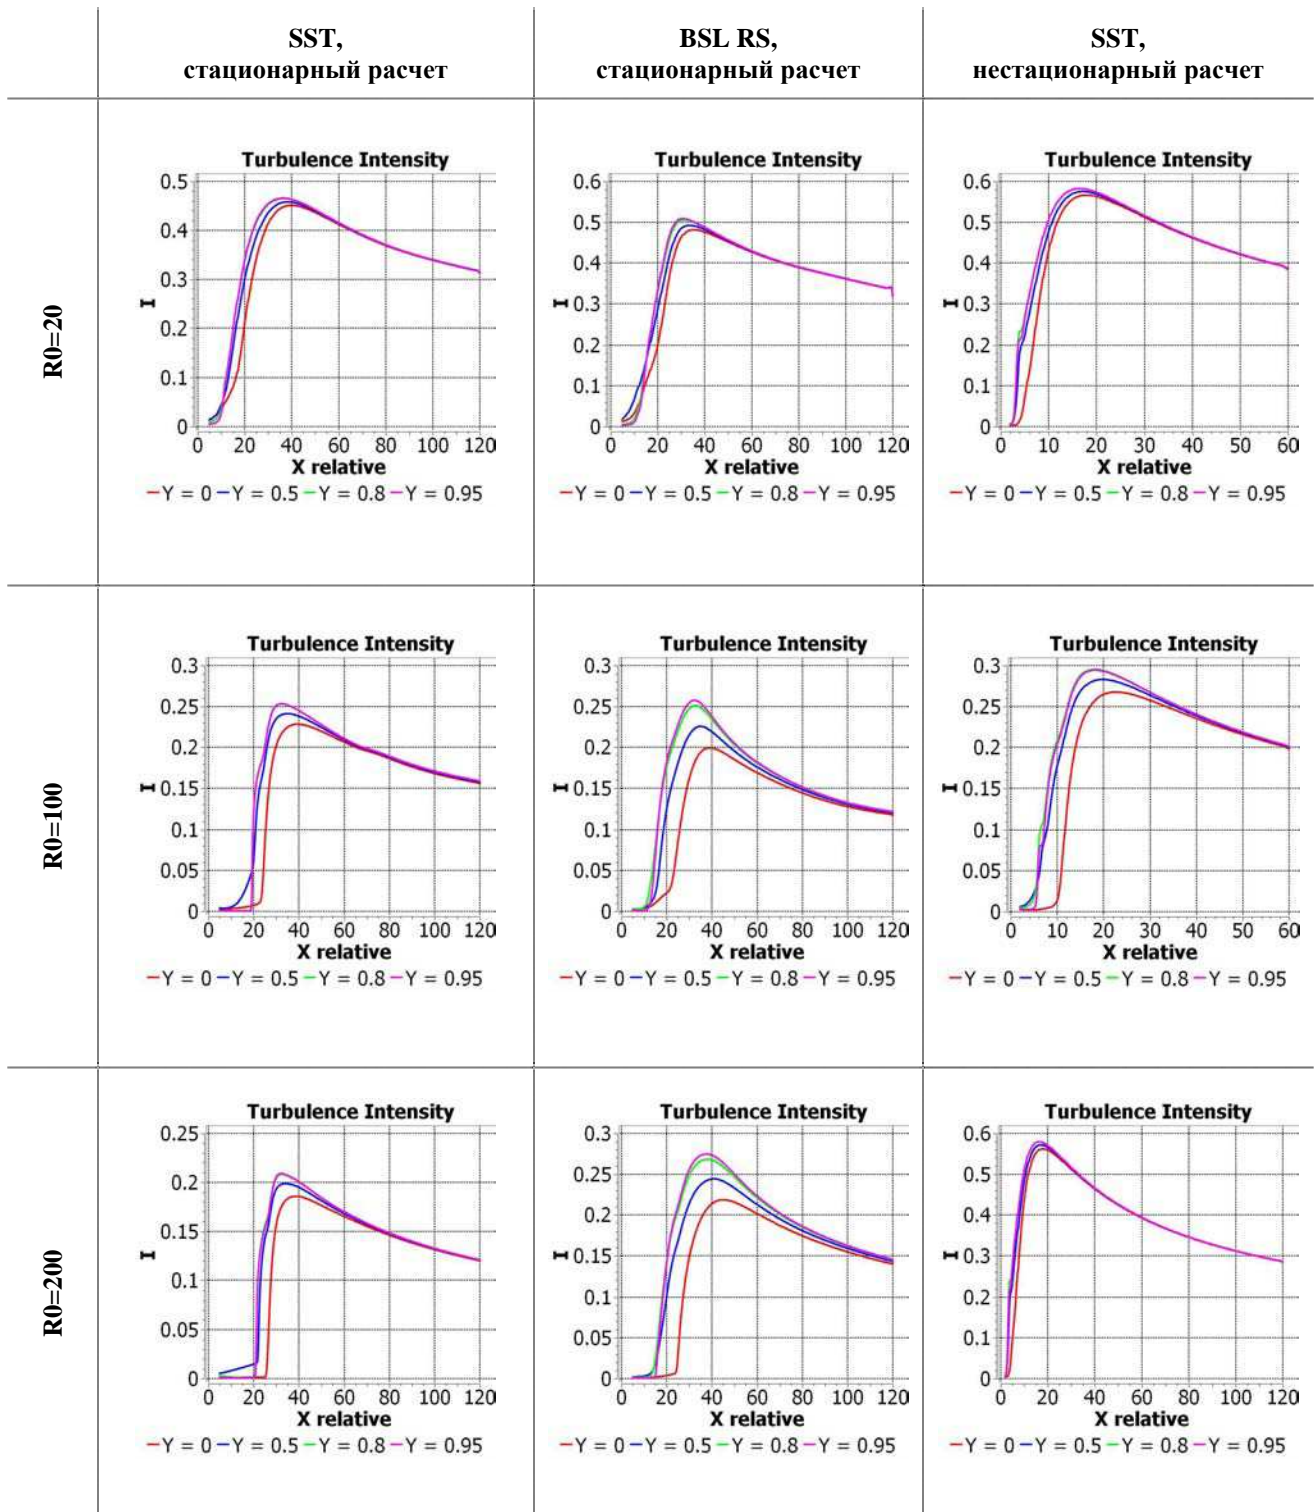 SST,
стационарный расчет
BSL RS,
стационарный расчет
SST,
нестационарный расчет
R0=20
Turbulence Intensity
0.5
0.4
0.3
0.2
0.1
0
I
0 20 40 60 80 100 120
X relative
Y = 0 Y = 0.5 Y = 0.8 Y = 0.95
Turbulence Intensity
0.6
0.5
0.4
0.3
0.2
0.1
0
I
0 20 40 60 80 100 120
X relative
Y = 0 Y = 0.5 Y = 0.8 Y = 0.95
Turbulence Intensity
0.6
0.5
0.4
0.3
0.2
0.1
0
I
0 10 20 30 40 50 60
X relative
Y = 0 Y = 0.5 Y = 0.8 Y = 0.95
R0=100
Turbulence Intensity
0.3
0.25
0.2
0.15
0.1
0.05
0
I
0 20 40 60 80 100 120
X relative
Y = 0 Y = 0.5 Y = 0.8 Y = 0.95
Turbulence Intensity
0.3
0.25
0.2
0.15
0.1
0.05
0
I
0 20 40 60 80 100 120
X relative
Y = 0 Y = 0.5 Y = 0.8 Y = 0.95
Turbulence Intensity
0.3
0.25
0.2
0.15
0.1
0.05
0
I
0 10 20 30 40 50 60
X relative
Y = 0 Y = 0.5 Y = 0.8 Y = 0.95
R0=200
Turbulence Intensity
0.25
0.2
0.15
0.1
0.05
0
I
0 20 40 60 80 100 120
X relative
Y = 0 Y = 0.5 Y = 0.8 Y = 0.95
Turbulence Intensity
0.3
0.25
0.2
0.15
0.1
0.05
0
I
0 20 40 60 80 100 120
X relative
Y = 0 Y = 0.5 Y = 0.8 Y = 0.95
Turbulence Intensity
0.6
0.5
0.4
0.3
0.2
0.1
0
I
0 20 40 60 80 100 120
X relative
Y = 0 Y = 0.5 Y = 0.8 Y = 0.95